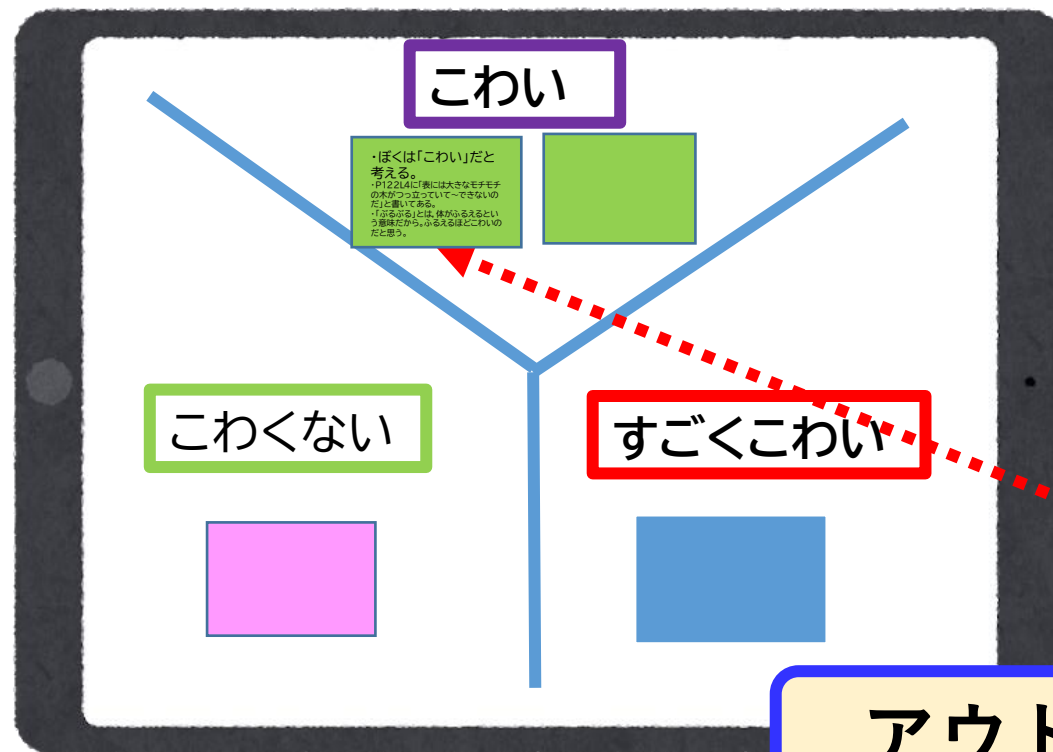 こわい
・ぼくは「こわい」だと
考える。
・P122L4に「表には大きなモチモチ
の木がつっ立っていて～できないの
だ」と書いてある。
・「ぶるぶる」とは、体がふるえるとい
う意味だから。ふるえるほどこわいの
だと思う。
こわくない
すごくこわい
アウト